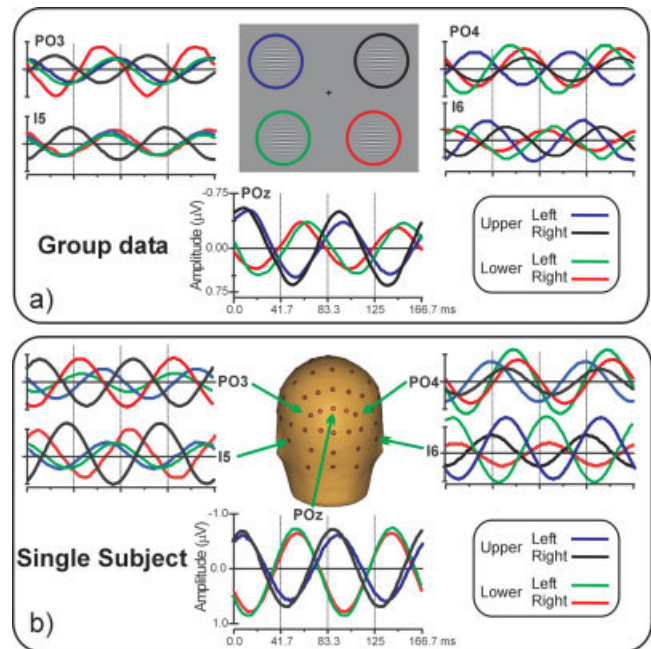 a)
PO3
PO4
I5
I6
POz
Amplitude (µV)
-0.75
0.00
0.75
0.0 41.7 83.3 125 166.7 ms
Group data
Upper Left
Right
Lower Left
Right
b)
PO3
PO4
I5
I6
POz
Amplitude (µV)
-1.0
0.0
1.0
0.0 41.7 83.3 125 166.7 ms
Single Subject
Upper Left
Right
Lower Left
Right